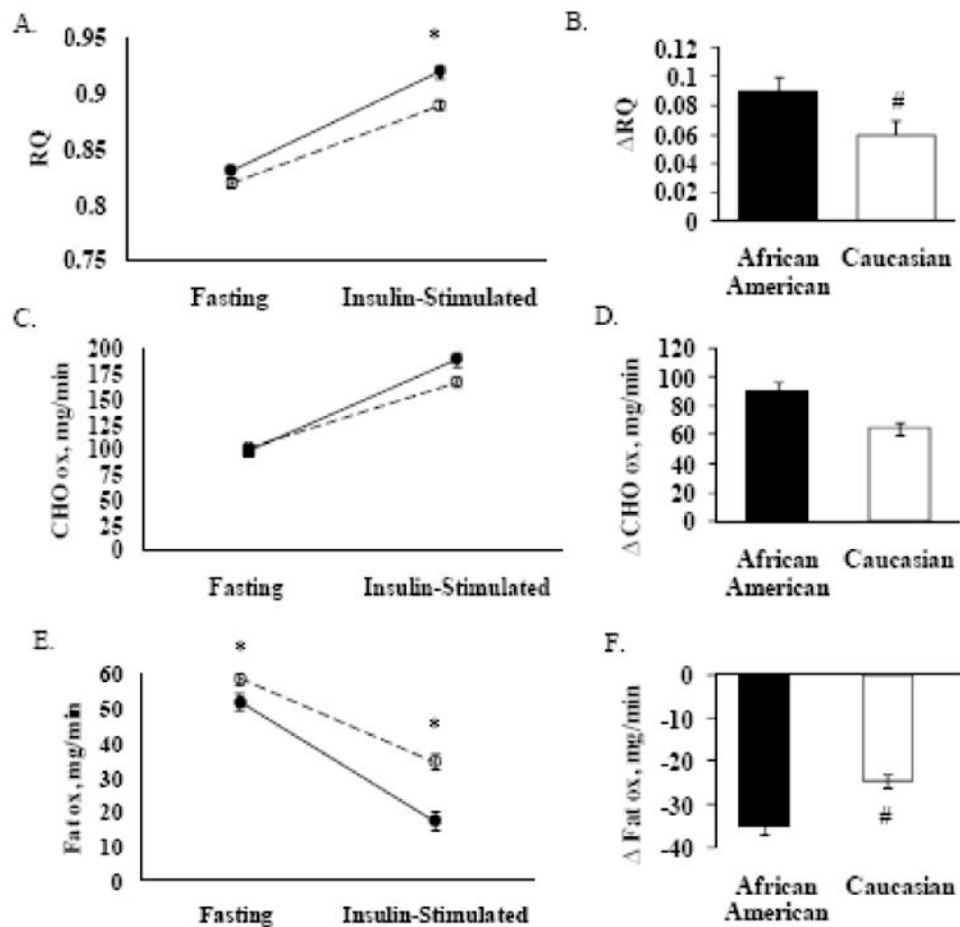 A.
0.95
0.9
0.85
0.8
0.75
RQ
*
Fasting
Insulin-Stimulated
B.
0.12
0.1
0.08
0.06
0.04
0.02
0
△RQ
#
African
American
Caucasian
C.
200
175
150
125
100
75
50
25
0
CHO ox, mg/min
Fasting
Insulin-Stimulated
D.
120
100
80
60
40
20
0
△CHO ox, mg/min
African
American
Caucasian
E.
60
50
40
30
20
10
0
Fat ox, mg/min
*
*
Fasting
Insulin-Stimulated
F.
0
-10
-20
-30
-40
△ Fat ox, mg/min
#
African
American
Caucasian